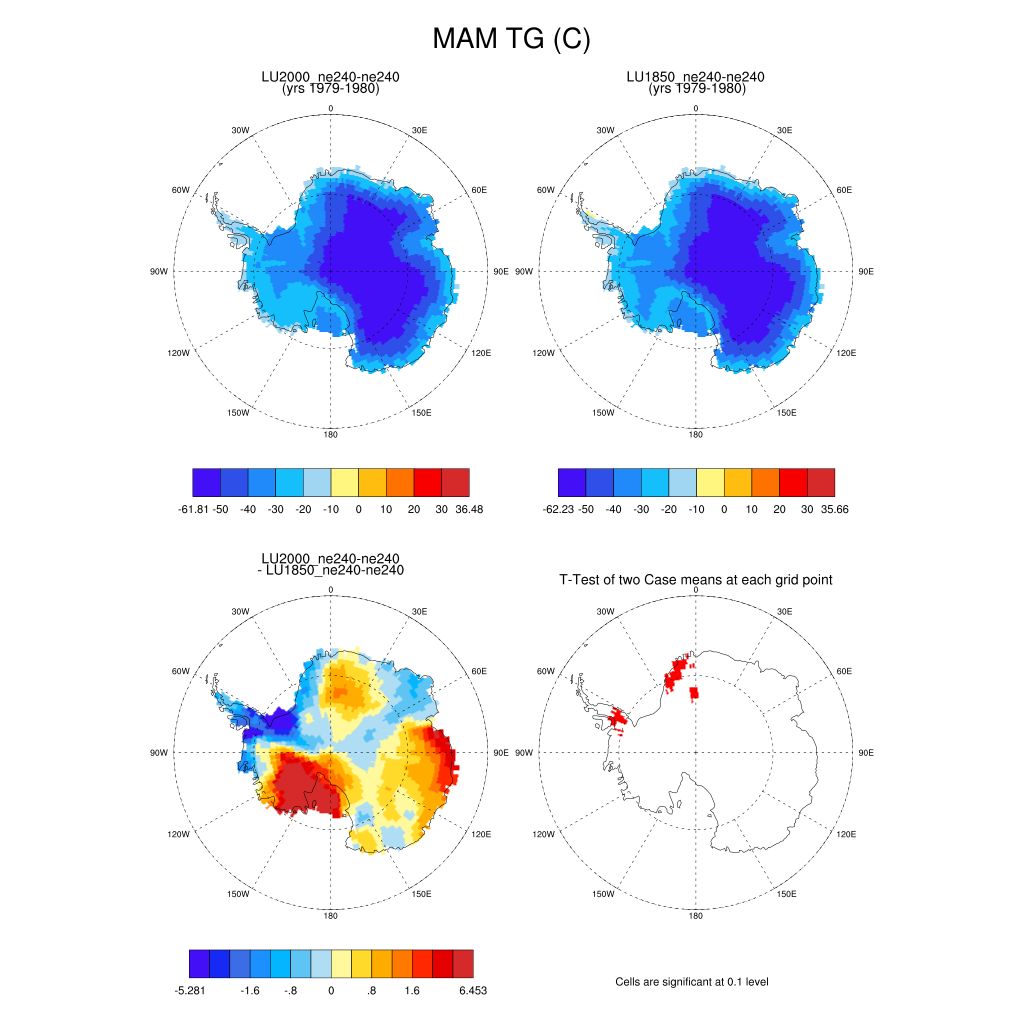 MAM TG (C)
LU2000_ne240-ne240
(yrs 1979-1980)
LU1850_ne240-ne240
(yrs 1979-1980)
0
30W 30E
60W 60E
90W 90E
120W 120E
150W 150E
180
0
30W 30E
60W 60E
90W 90E
120W 120E
150W 150E
180
-61.81 -50 -40 -30 -20 -10 0 10 20 30 36.48
-62.23 -50 -40 -30 -20 -10 0 10 20 30 35.66
LU2000_ne240-ne240
- LU1850_ne240-ne240
T-Test of two Case means at each grid point
0
30W 30E
60W 60E
90W 90E
120W 120E
150W 150E
180
0
30W 30E
60W 60E
90W 90E
120W 120E
150W 150E
180
-5.281 -1.6 -.8 0 .8 1.6 6.453
Cells are significant at 0.1 level